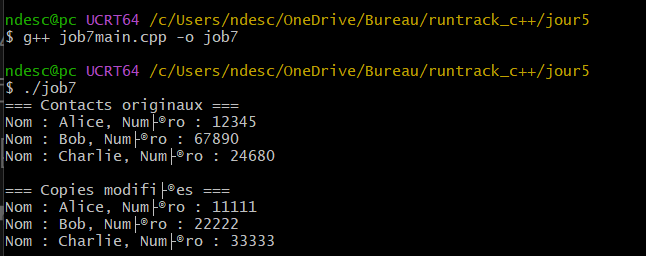 ndesc@pc UCRT64 /c/Users/ndesc/OneDrive/Bureau/runtrack_c++/jour5
$ g++ job7main.cpp -o job7
ndesc@pc UCRT64 /c/Users/ndesc/OneDrive/Bureau/runtrack_c++/jour5
$ ./job7
=== Contacts originaux ===
Nom : Alice, Num├®ro : 12345
Nom : Bob, Num├®ro : 67890
Nom : Charlie, Num├®ro : 24680
=== Copies modifi├®es ===
Nom : Alice, Num├®ro : 11111
Nom : Bob, Num├®ro : 22222
Nom : Charlie, Num├®ro : 33333